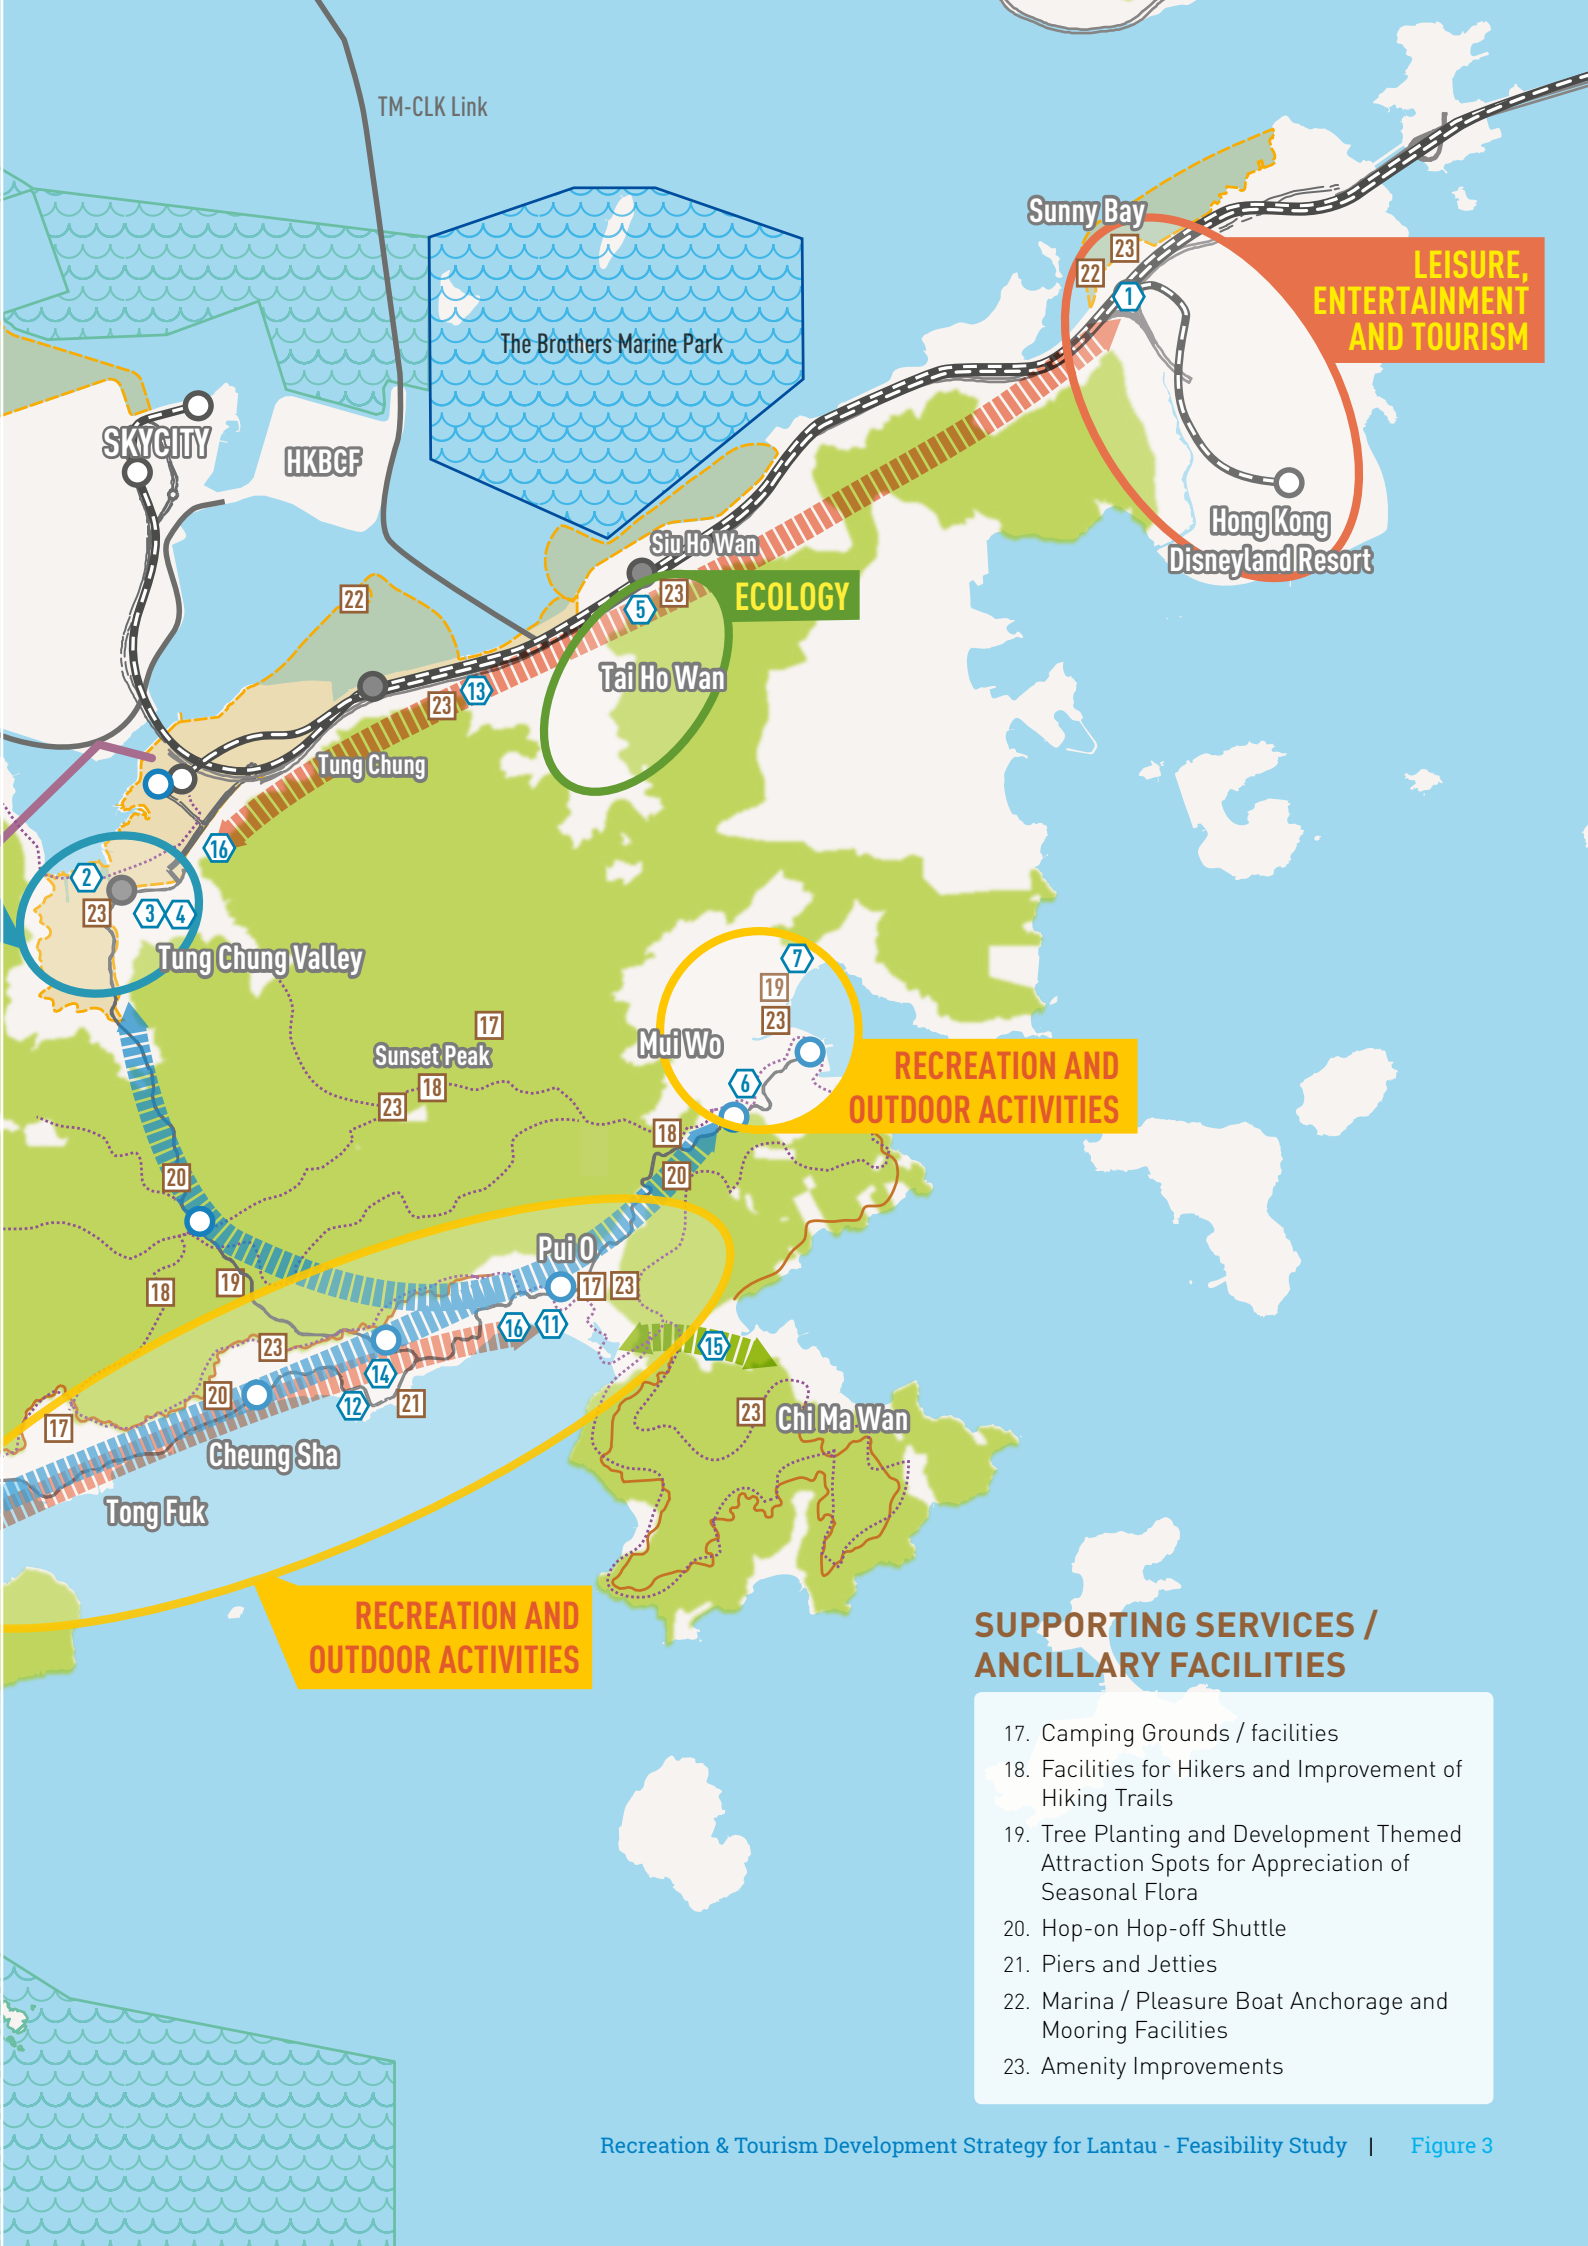 TM-CLK Link
Sunny Bay
23
22
1
LEISURE,
ENTERTAINMENT
AND TOURISM
The Brothers Marine Park
SKYCITY
HKBCF
Hong Kong
Disneyland Resort
Siu Ho Wan
22
5
23
ECOLOGY
Tai Ho Wan
13
23
Tung Chung
16
2
23
3
4
Tung Chung Valley
7
19
23
Mui Wo
6
RECREATION AND
OUTDOOR ACTIVITIES
17
Sunset Peak
18
23
18
20
20
Pui O
17
23
18
19
16
11
15
23
14
20
12
21
17
23
Chi Ma Wan
Cheung Sha
Tong Fuk
RECREATION AND
OUTDOOR ACTIVITIES
SUPPORTING SERVICES /
ANCILLARY FACILITIES
17. Camping Grounds / facilities
18. Facilities for Hikers and Improvement of
Hiking Trails
19. Tree Planting and Development Themed
Attraction Spots for Appreciation of
Seasonal Flora
20. Hop-on Hop-off Shuttle
21. Piers and Jetties
22. Marina / Pleasure Boat Anchorage and
Mooring Facilities
23. Amenity Improvements
Recreation & Tourism Development Strategy for Lantau - Feasibility Study | Figure 3